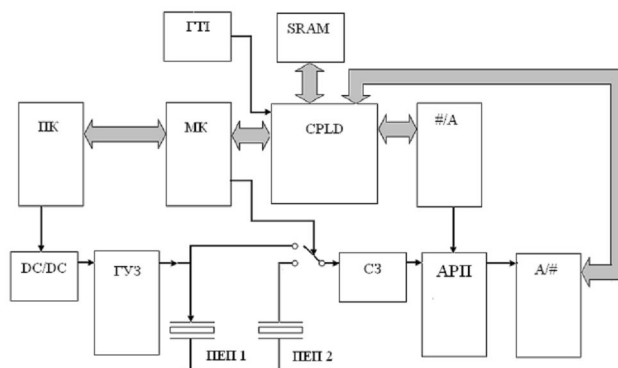 ГТІ
SRAM
ПК
МК
CPLD
#/А
DC/DC
ГУЗ
СЗ
АРП
А/#
ПЕП 1
ПЕП 2